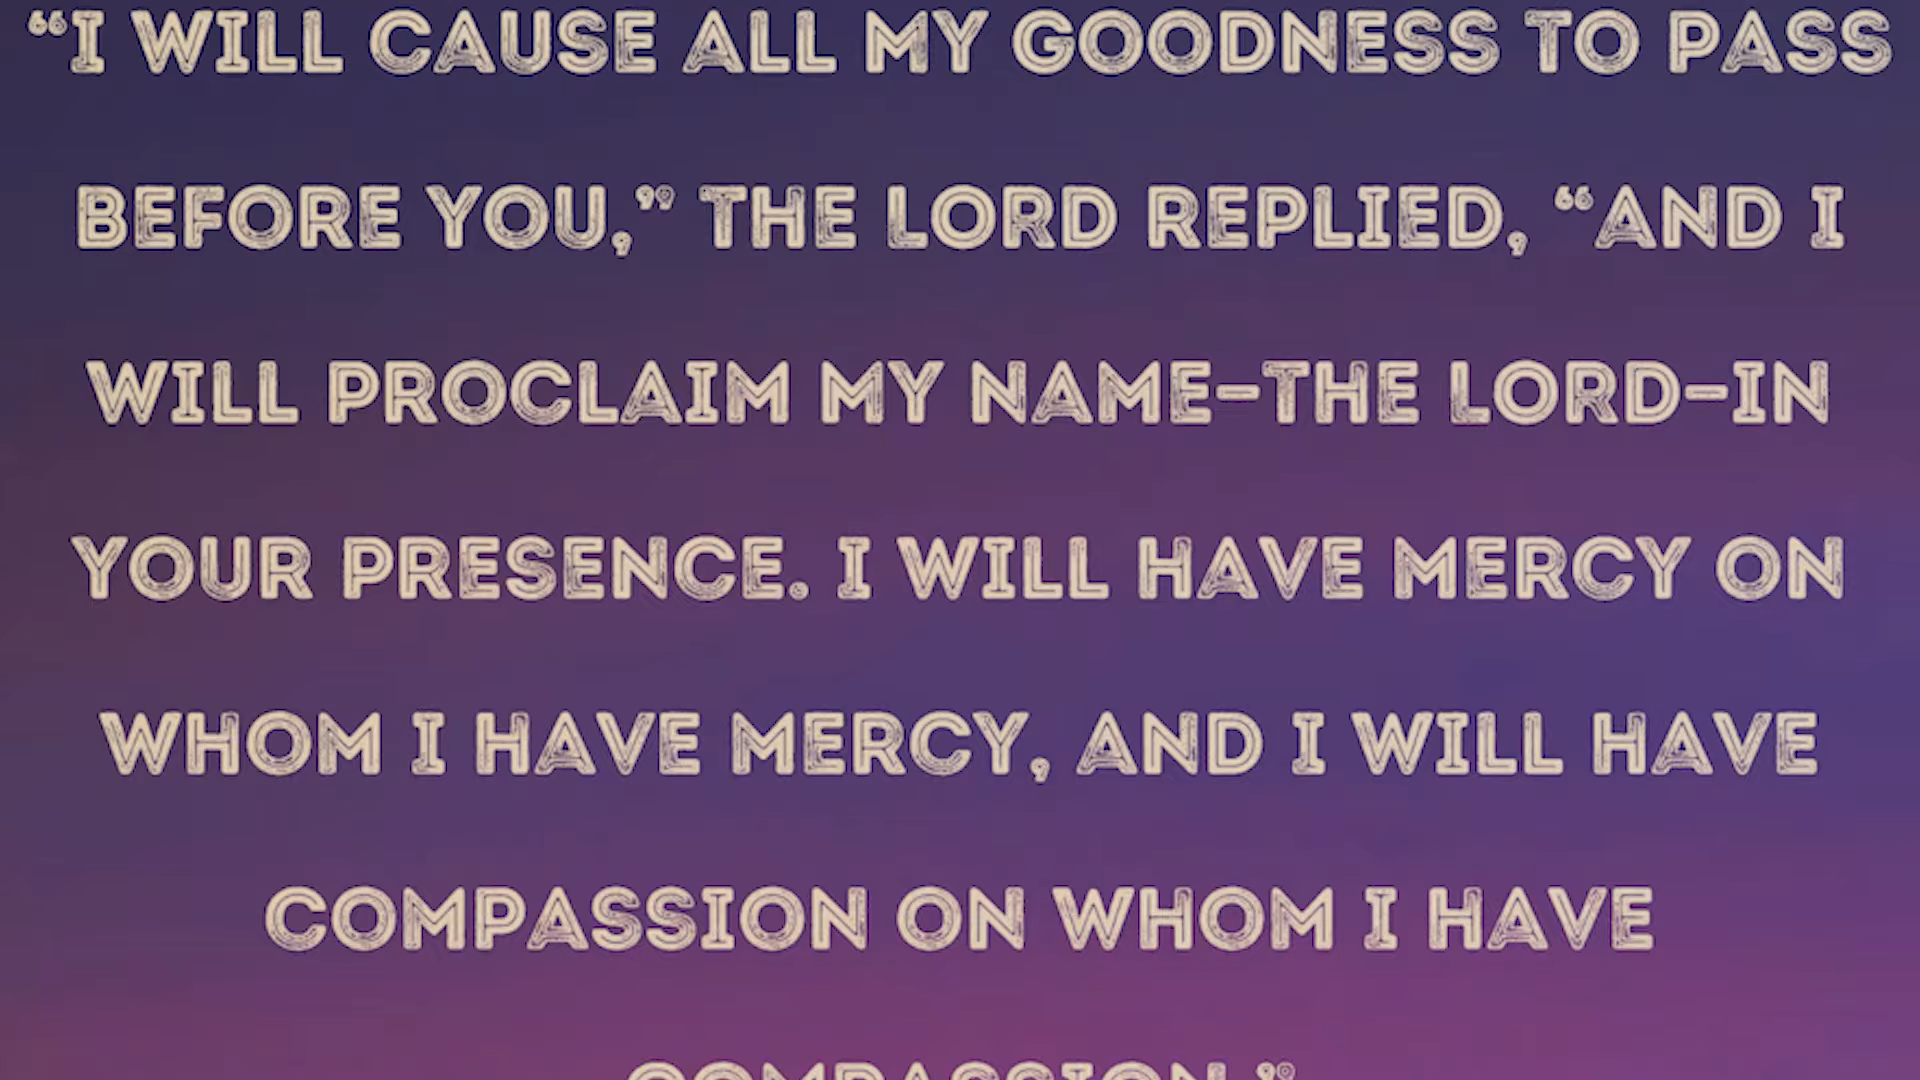 “I WILL CAUSE ALL MY GOODNESS TO PASS
BEFORE YOU,” THE LORD REPLIED, “AND I
WILL PROCLAIM MY NAME–THE LORD–IN
YOUR PRESENCE. I WILL HAVE MERCY ON
WHOM I HAVE MERCY, AND I WILL HAVE
COMPASSION ON WHOM I HAVE
COMPASSION.”